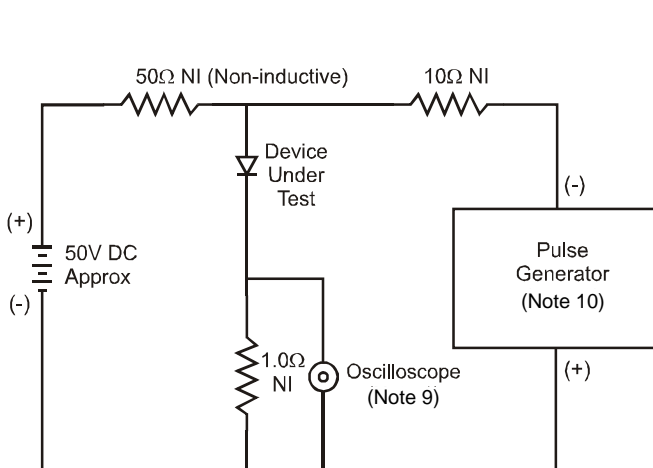 50Ω NI (Non-inductive)
10Ω NI
Device
Under
Test
(-)
(+)
50V DC
Approx
(-)
Pulse
Generator
(Note 10)
1.0Ω
NI
Oscilloscope
(Note 9)
(+)